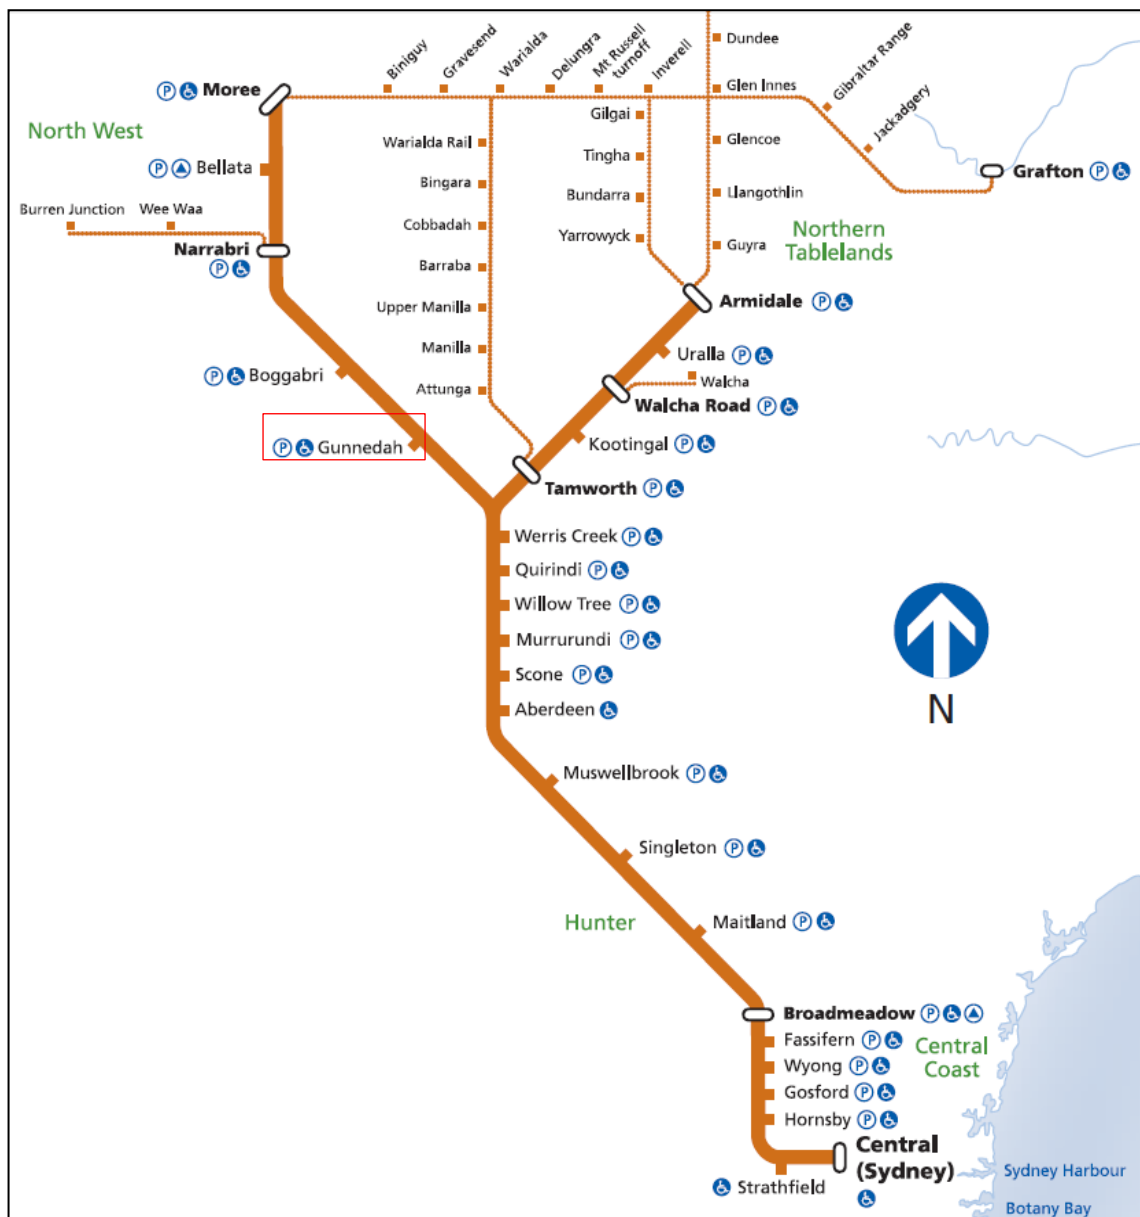 Dundee
Biniguy
Gravesend
Warialda
Delungra
Mt Russell
turnoff
Inverell
Glen Innes
Gibraltar Range
Jackadgery
P Moree
North West
Gilgai
Warialda Rail
Glencoe
Tingha
P Bellata
Grafton P
Bingara
Bundarra
Llangothlin
Burren Junction
Wee Waa
Cobbadah
Yarrowyck
Northern
Tablelands
Guyra
Narrabri
P
Barraba
Armidale P
Upper Manilla
Manilla
Uralla P
P Boggabri
Attunga
Walcha
Walcha Road P
P Gunnedah
Kootingal P
Tamworth P
Werris Creek P
Quirindi P
Willow Tree P
Murrurundi P
Scone P
Aberdeen
N
Muswellbrook P
Singleton P
Hunter
Maitland P
Broadmeadow P
Fassifern P
Central
Coast
Wyong P
Gosford P
Hornsby P
Central
(Sydney)
Strathfield
Sydney Harbour
Botany Bay